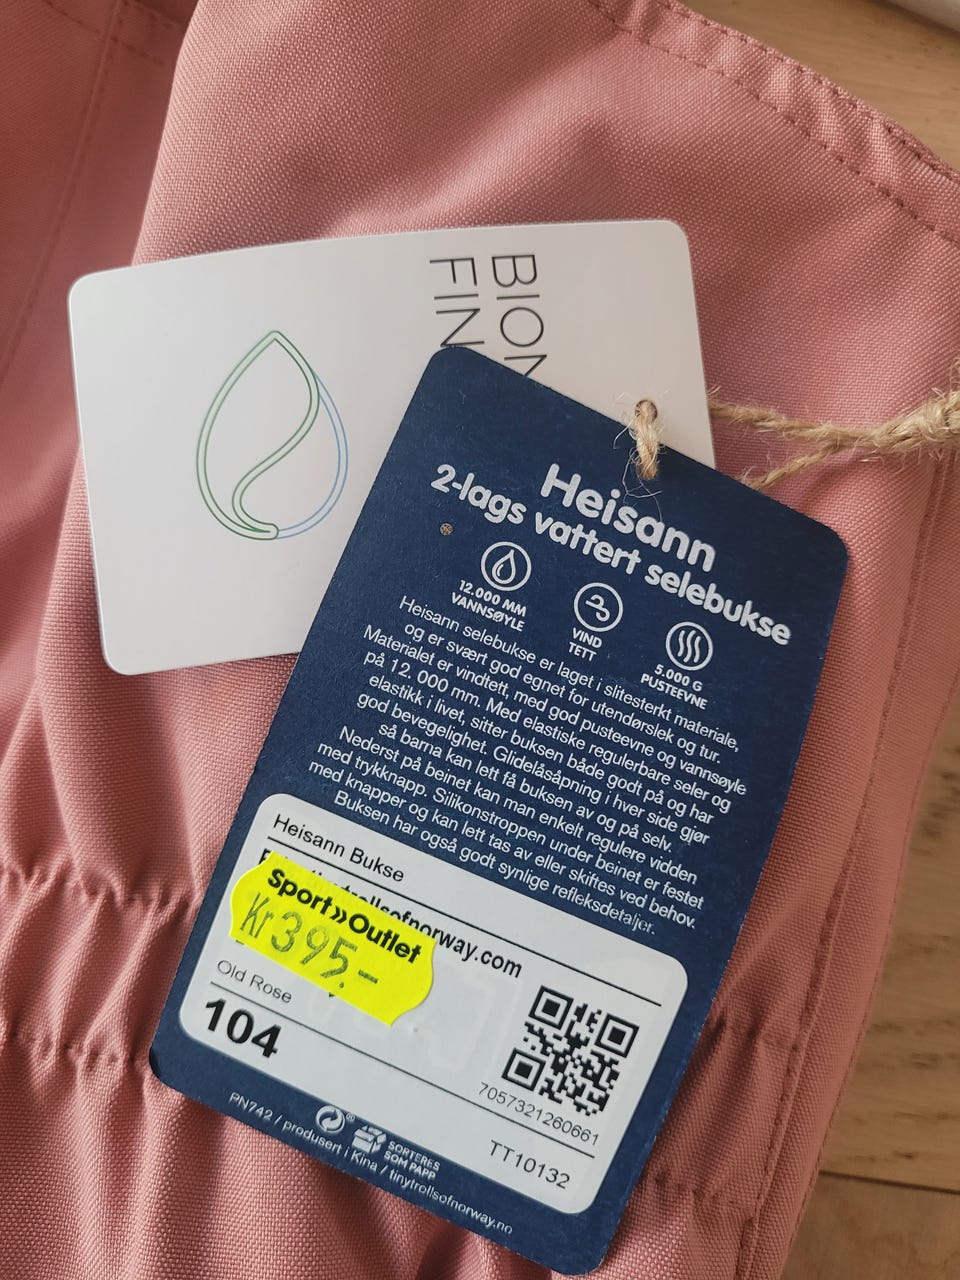 BION
FIN
Heisann
2-lags vattert selebukse
12.000 MM
VANNSØYLE
VIND
TETT
5.000 G
PUSTEEVNE
Heisann selebukse er laget i slitesterkt materiale,
og er svært god egnet for utendørslek og tur.
Materialet er vindtett, med god pusteevne og vannsøyle
på 12. 000 mm. Med elastiske regulerbare seler og
elastikk i livet, sitter buksen både godt på og har
god bevegelighet. Glidelåsåpning i hver side gjør
så barna kan lett få buksen av og på selv.
Nederst på beinet kan man enkelt regulere vidden
med trykknapp. Silikonstroppen under beinet er festet
med knapper og kan lett tas av eller skiftes ved behov.
Buksen har også godt synlige refleksdetaljer.
Heisann Bukse
trollsofnorway.com
Sport»Outlet
Kr 395.-
Old Rose
104
7057321260661
TT10132
PN742 / produsert i Kina / tinytrollsofnorway.no
SORTERES
SOM PAPP